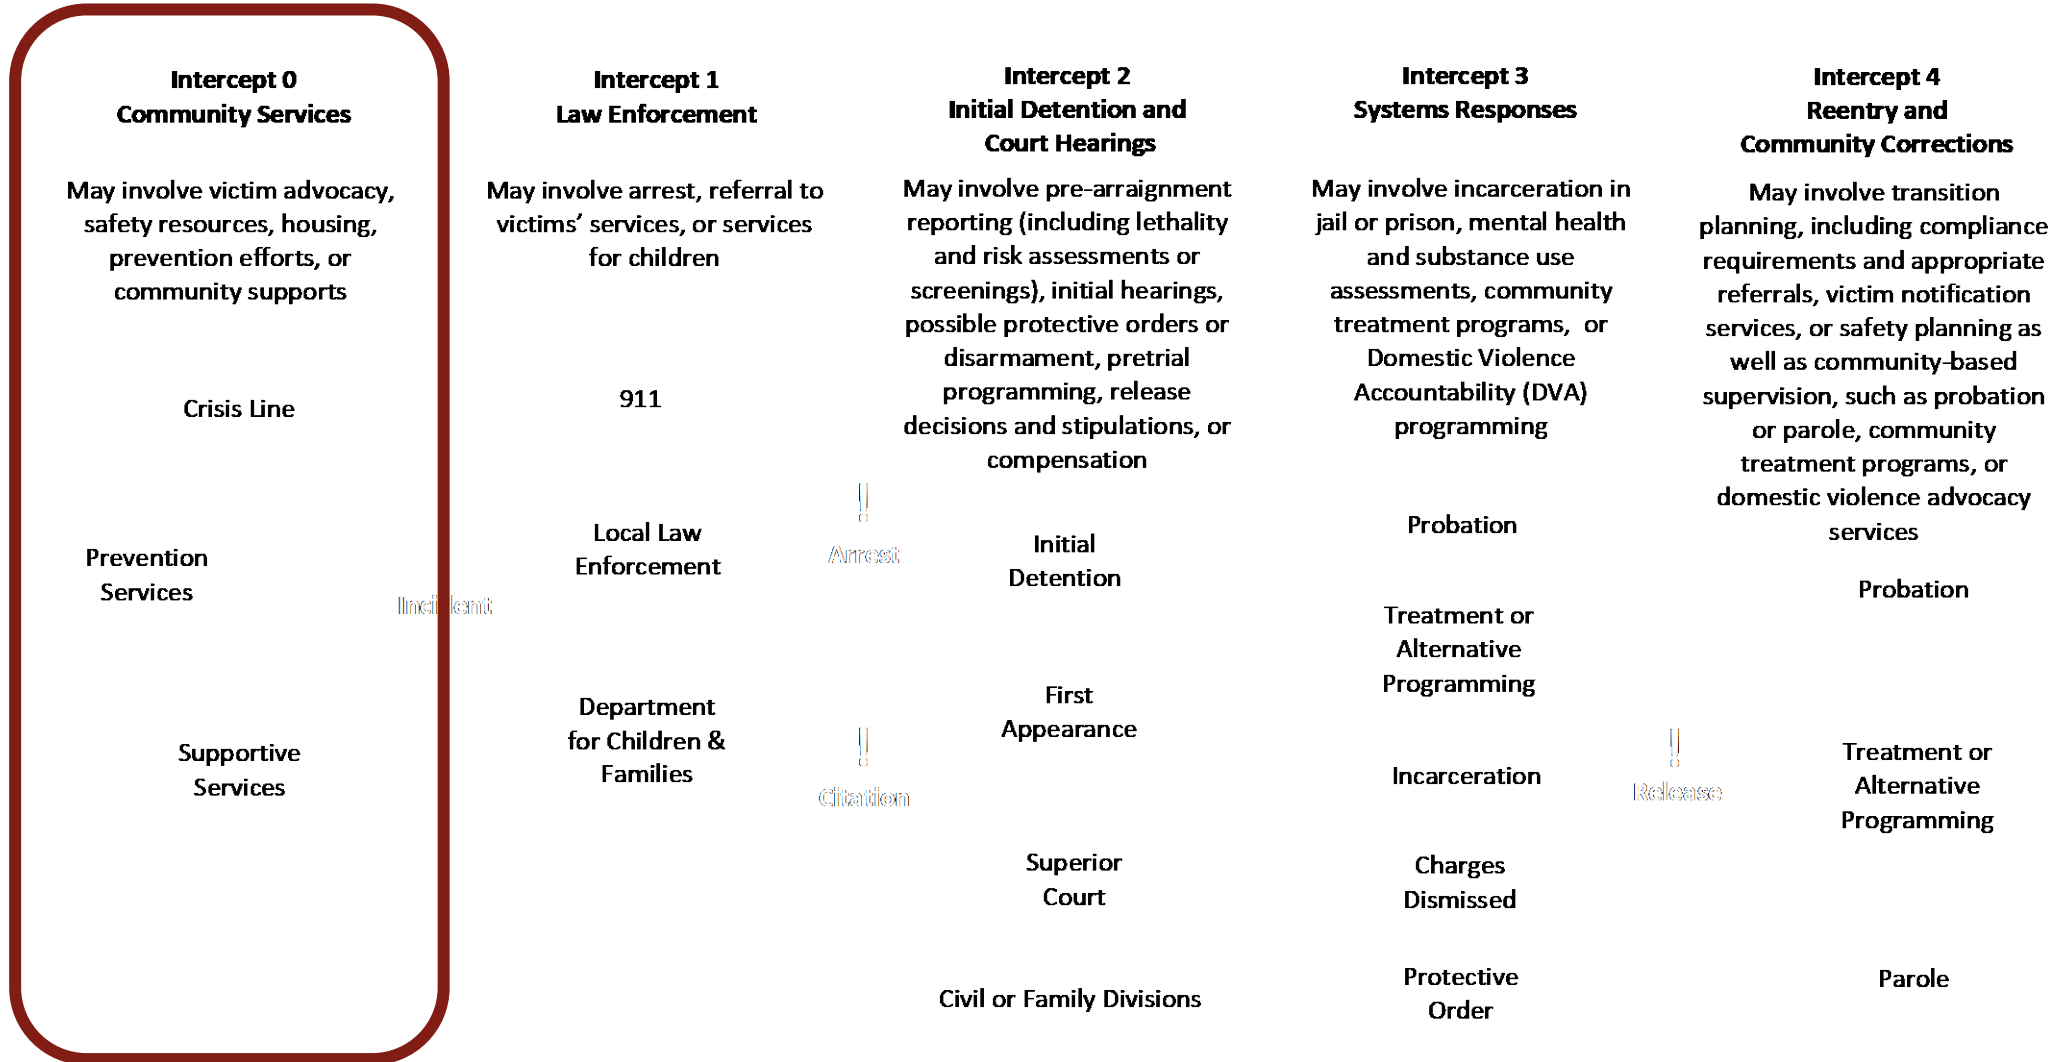 Intercept 0
Community Services
May involve victim advocacy,
safety resources, housing,
prevention efforts, or
community supports
Crisis Line
Prevention
Services
Supportive
Services
Incident
Intercept 1
Law Enforcement
May involve arrest, referral to
victims’ services, or services
for children
911
Local Law
Enforcement
Department
for Children &
Families
!
Arrest
!
Citation
Intercept 2
Initial Detention and
Court Hearings
May involve pre-arraignment
reporting (including lethality
and risk assessments or
screenings), initial hearings,
possible protective orders or
disarmament, pretrial
programming, release
decisions and stipulations, or
compensation
Initial
Detention
First
Appearance
Superior
Court
Civil or Family Divisions
Intercept 3
Systems Responses
May involve incarceration in
jail or prison, mental health
and substance use
assessments, community
treatment programs,  or
Domestic Violence
Accountability (DVA)
programming
Probation
Treatment or
Alternative
Programming
Incarceration
Charges
Dismissed
Protective
Order
!
Release
Intercept 4
Reentry and
Community Corrections
May involve transition
planning, including compliance
requirements and appropriate
referrals, victim notification
services, or safety planning as
well as community-based
supervision, such as probation
or parole, community
treatment programs, or
domestic violence advocacy
services
Probation
Treatment or
Alternative
Programming
Parole